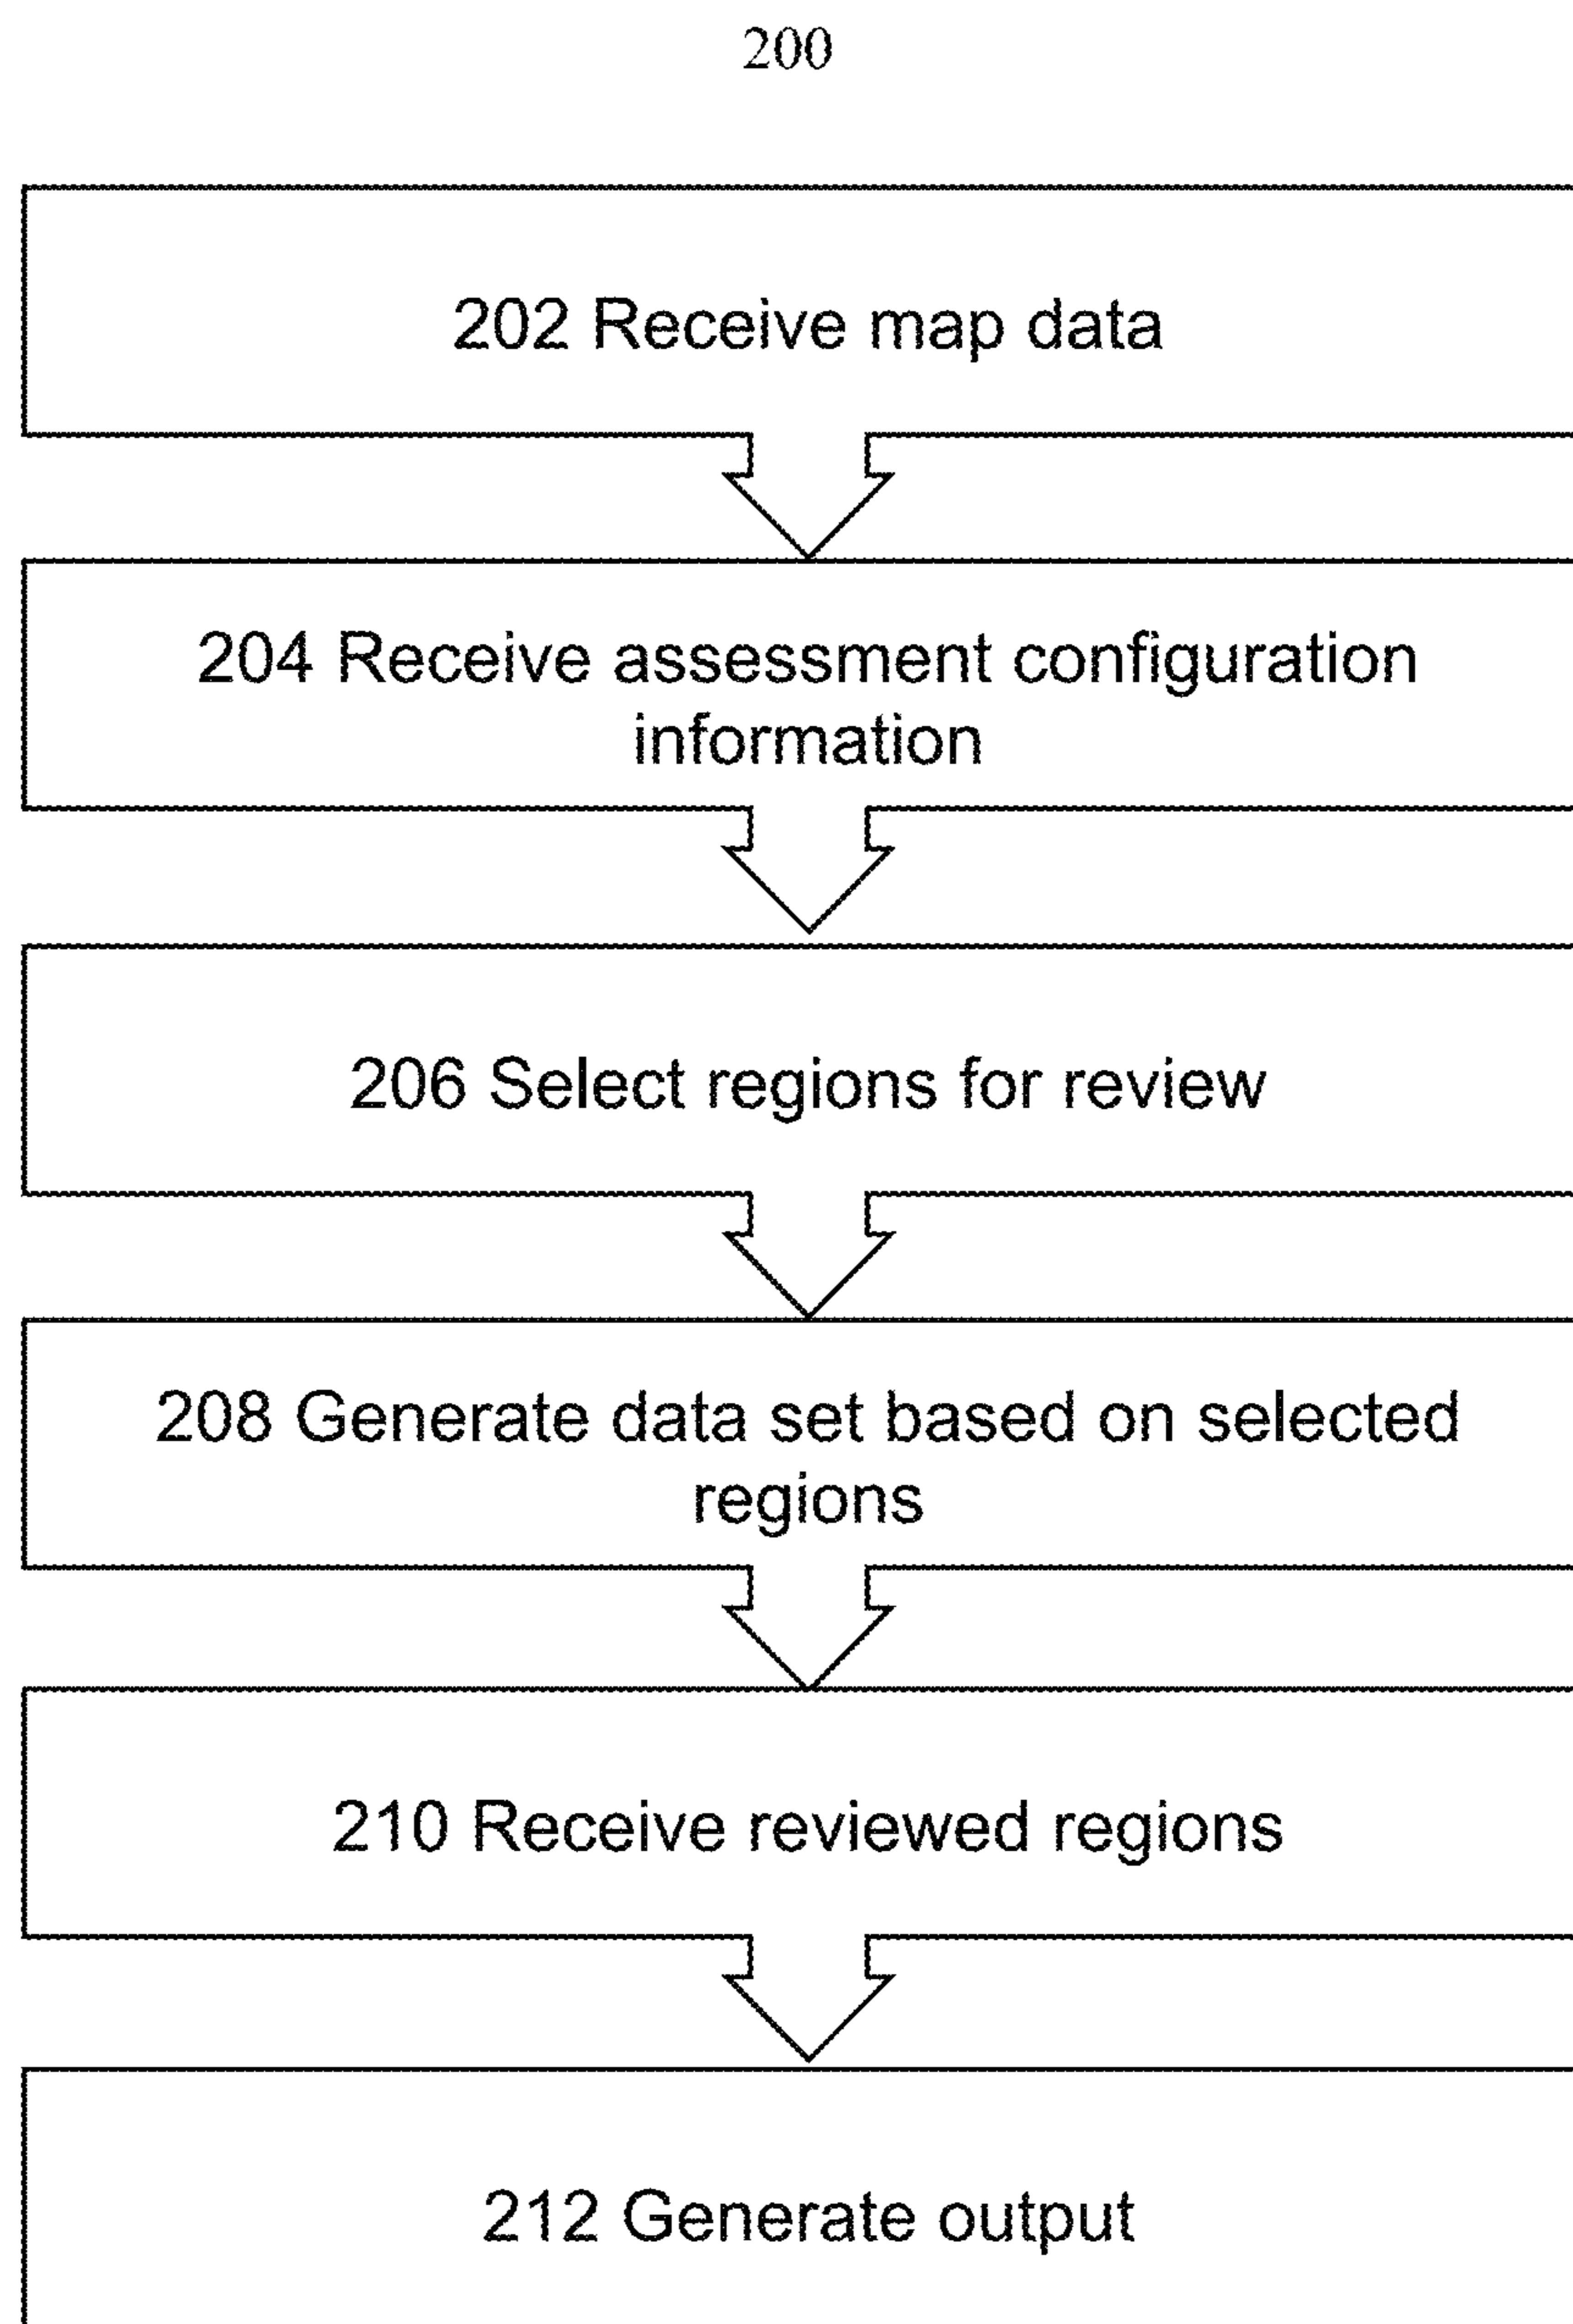 200
202 Receive map data
204 Receive assessment configuration
information
206 Select regions for review
208 Generate data set based on selected
regions
210 Receive reviewed regions
212 Generate output